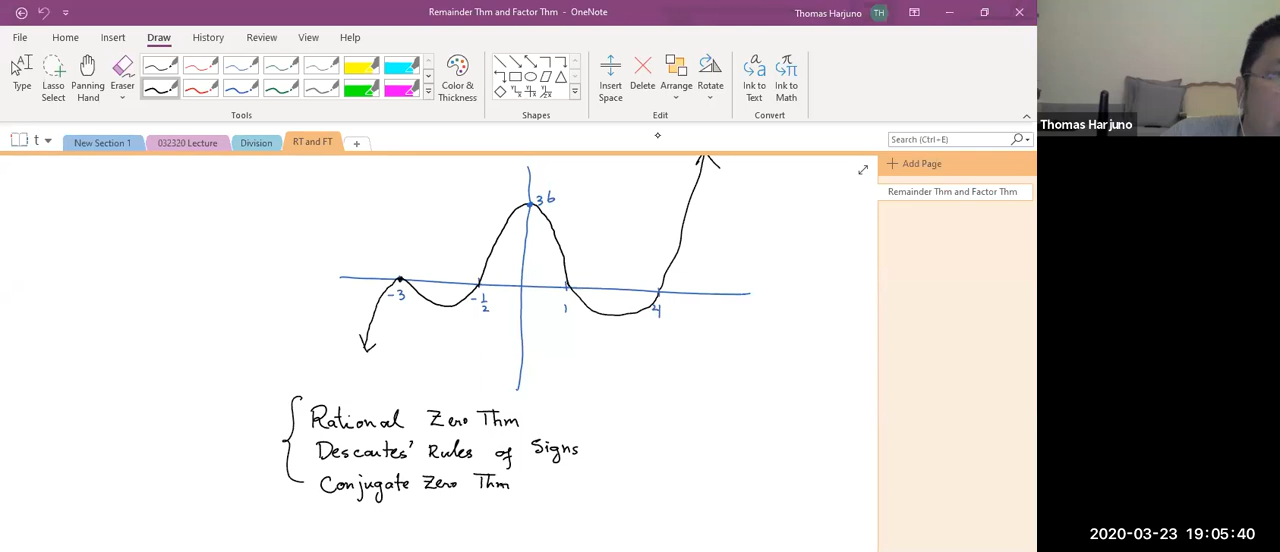 Remainder Thm and Factor Thm - OneNote
Thomas Harjuno TH
File Home Insert Draw History Review View Help
Type Lasso Select Panning Hand Eraser
Color & Thickness
Insert Space Delete Arrange Rotate
Ink to Text Ink to Math
Tools Shapes Edit Convert
t New Section 1 032320 Lecture Division RT and FT
Search (Ctrl+E)
Add Page
Remainder Thm and Factor Thm
Thomas Harjuno
36
-3 -1/2 1 4
Rational Zero Thm
Descartes' Rules of Signs
Conjugate Zero Thm
2020-03-23 19:05:40